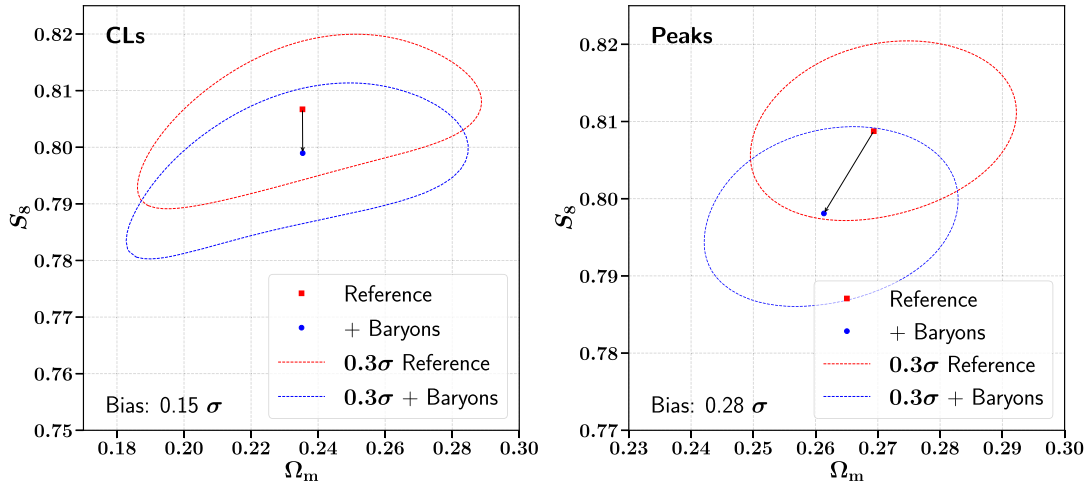 CLs
S8
0.82
0.81
0.80
0.79
0.78
0.77
0.76
0.75
Reference
+ Baryons
0.3σ Reference
0.3σ + Baryons
Bias: 0.15 σ
0.18 0.20 0.22 0.24 0.26 0.28 0.30
Ωm
Peaks
S8
0.82
0.81
0.80
0.79
0.78
0.77
Reference
+ Baryons
0.3σ Reference
0.3σ + Baryons
Bias: 0.28 σ
0.23 0.24 0.25 0.26 0.27 0.28 0.29 0.30
Ωm